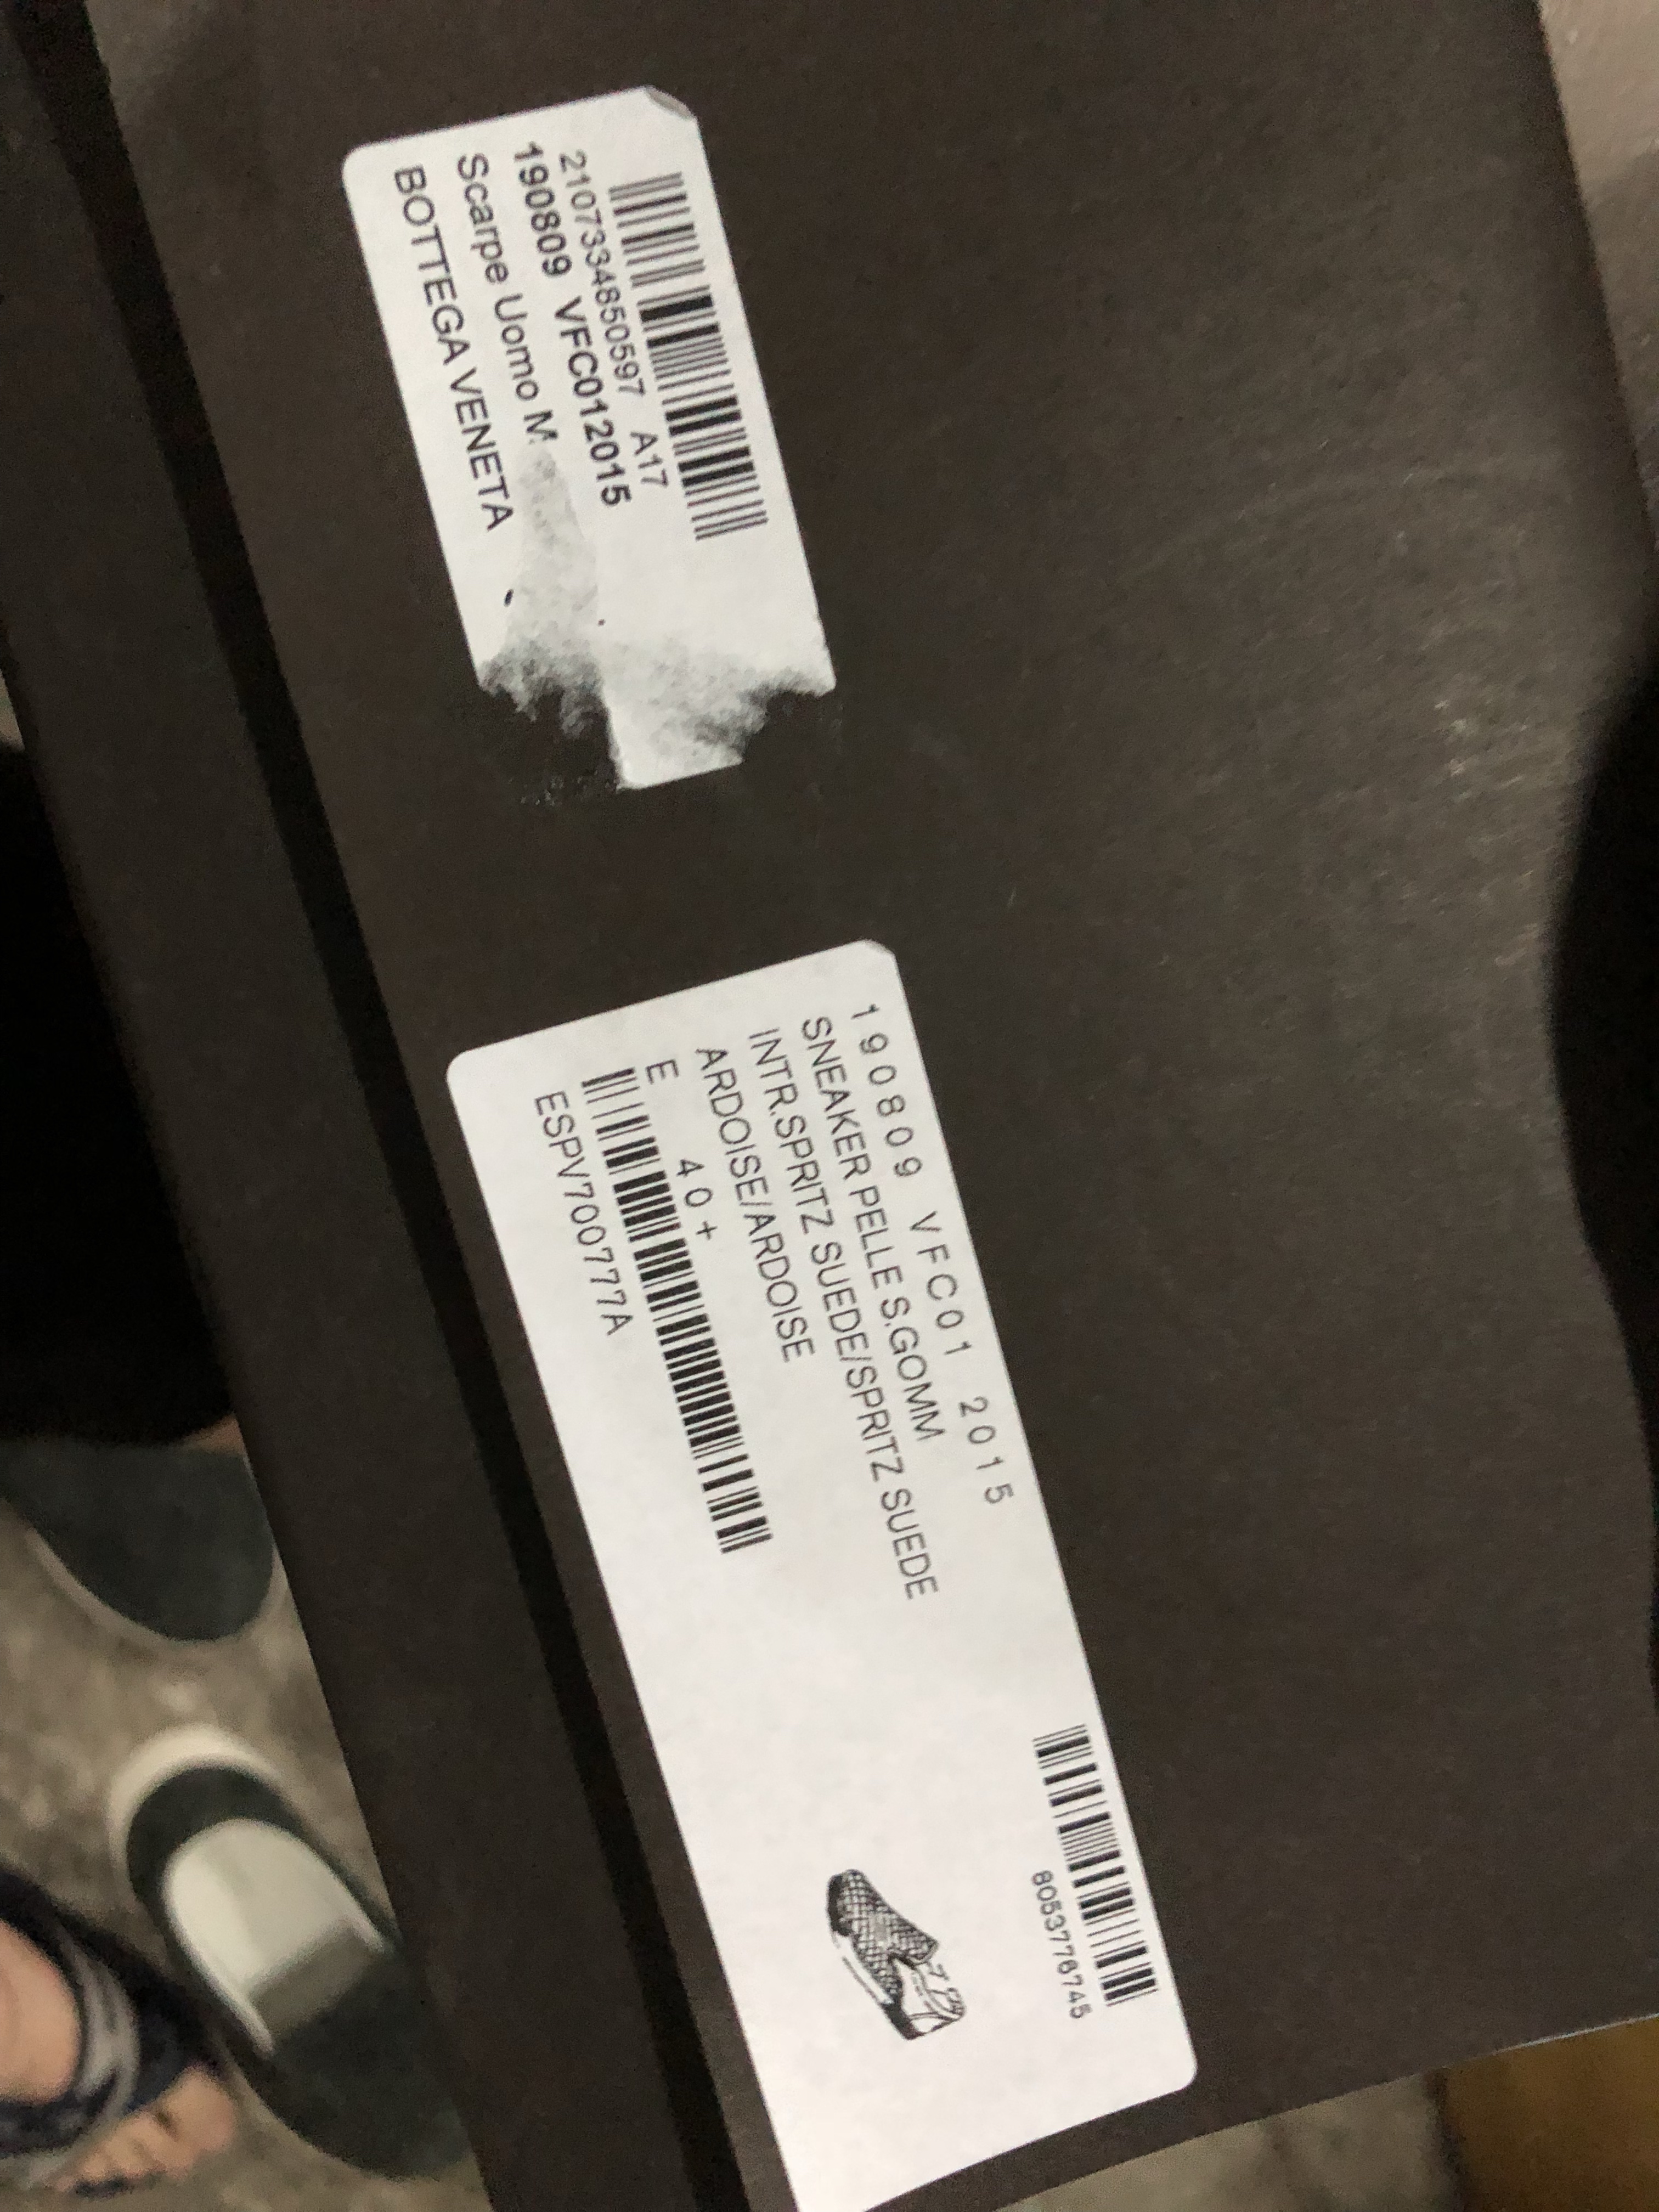 2107334850597 A17
190809 VFC012015
Scarpe Uomo M
BOTTEGA VENETA
190809 VFC01 2015
SNEAKER PELLE S.GOMM
INTR.SPRITZ SUEDE/SPRITZ SUEDE
ARDOISE/ARDOISE
E 40+
ESPV700777A
8053778745